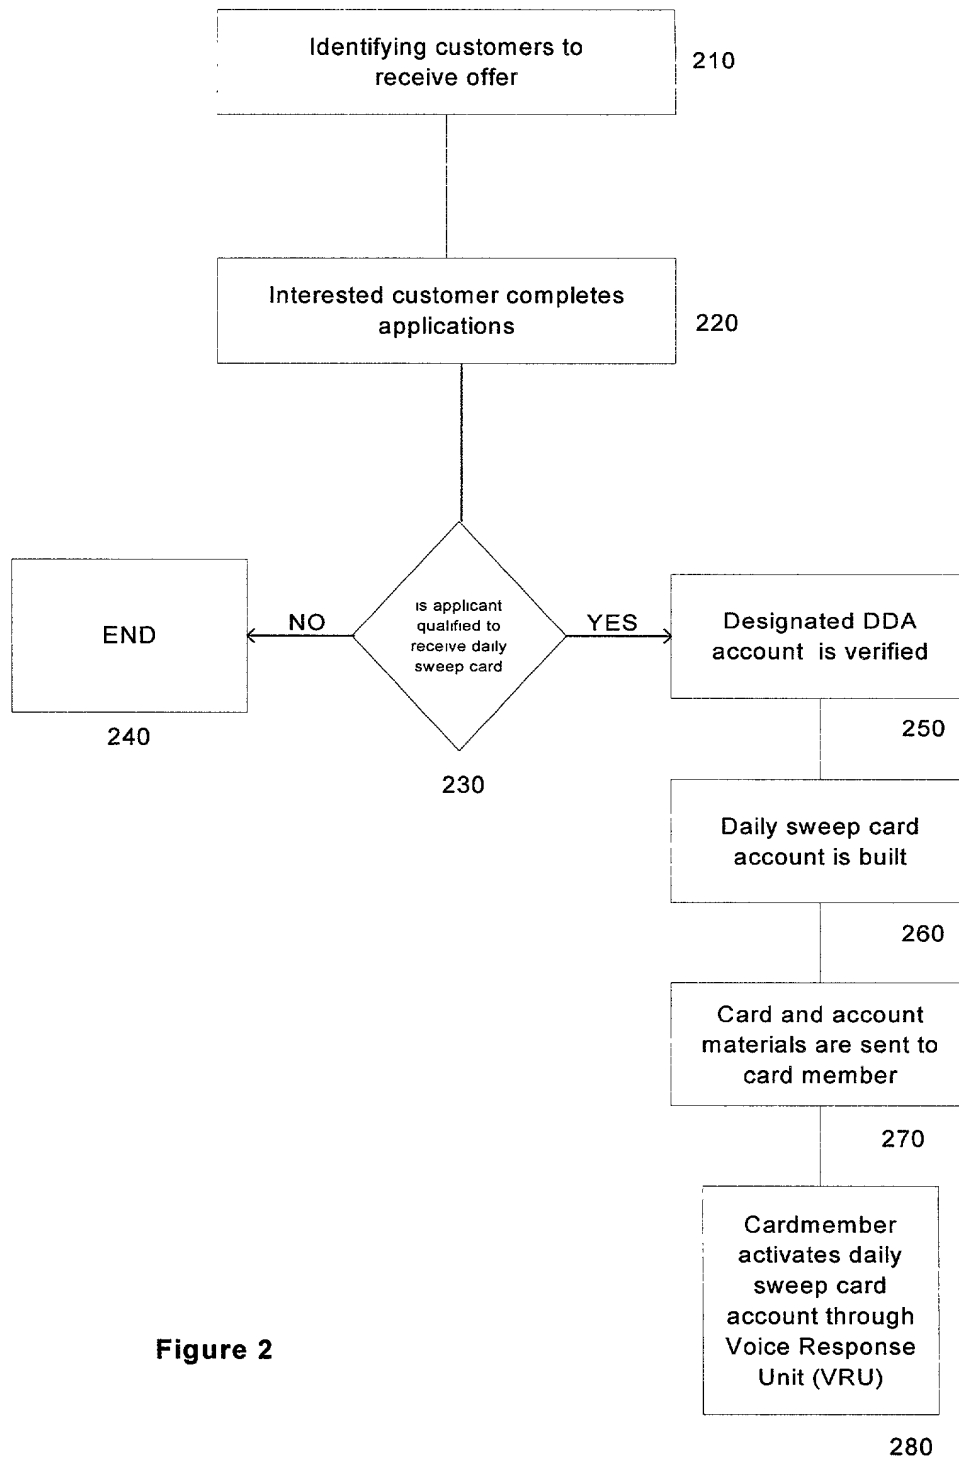 Identifying customers to
receive offer
210
Interested customer completes
applications
220
is applicant
qualified to
receive daily
sweep card
230
NO
END
240
YES
Designated DDA
account is verified
250
Daily sweep card
account is built
260
Card and account
materials are sent to
card member
270
Cardmember
activates daily
sweep card
account through
Voice Response
Unit (VRU)
280
Figure 2